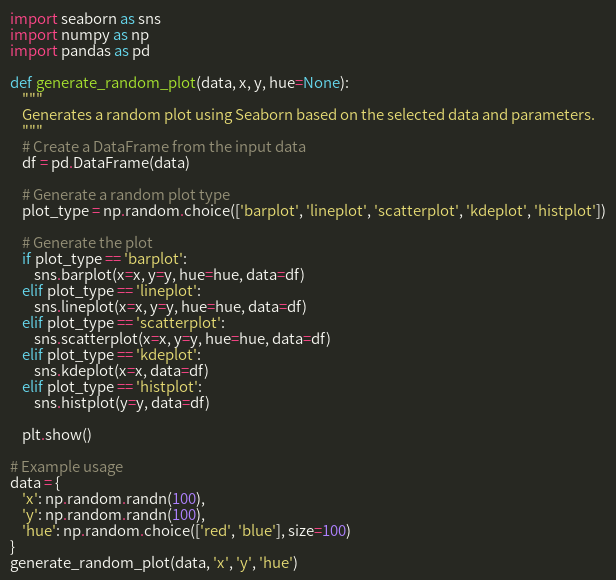 import seaborn as sns
import numpy as np
import pandas as pd

def generate_random_plot(data, x, y, hue=None):
    """
    Generates a random plot using Seaborn based on the selected data and parameters.
    """
    # Create a DataFrame from the input data
    df = pd.DataFrame(data)

    # Generate a random plot type
    plot_type = np.random.choice(['barplot', 'lineplot', 'scatterplot', 'kdeplot', 'histplot'])

    # Generate the plot
    if plot_type == 'barplot':
        sns.barplot(x=x, y=y, hue=hue, data=df)
    elif plot_type == 'lineplot':
        sns.lineplot(x=x, y=y, hue=hue, data=df)
    elif plot_type == 'scatterplot':
        sns.scatterplot(x=x, y=y, hue=hue, data=df)
    elif plot_type == 'kdeplot':
        sns.kdeplot(x=x, data=df)
    elif plot_type == 'histplot':
        sns.histplot(y=y, data=df)

    plt.show()

# Example usage
data = {
    'x': np.random.randn(100),
    'y': np.random.randn(100),
    'hue': np.random.choice(['red', 'blue'], size=100)
}
generate_random_plot(data, 'x', 'y', 'hue')